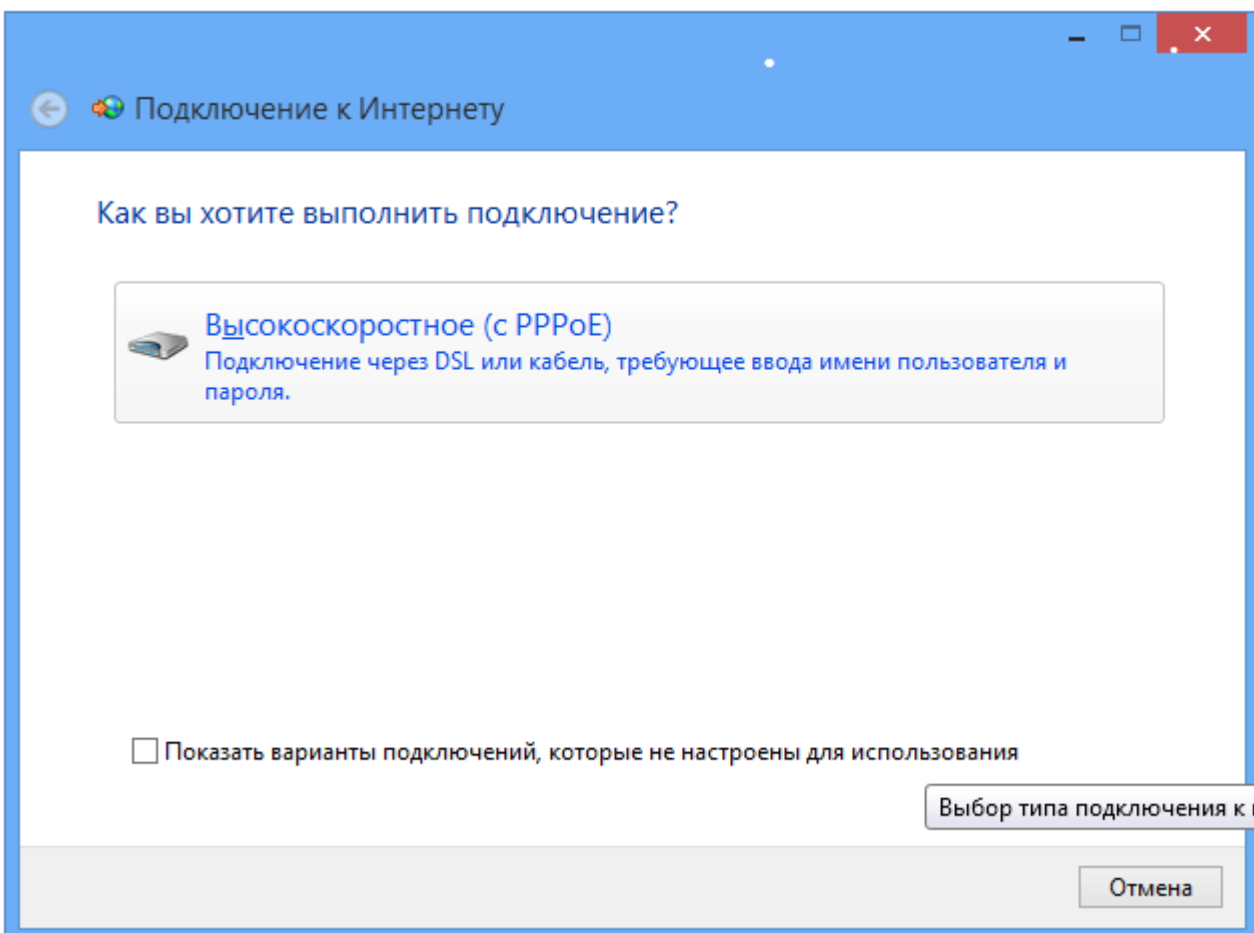 Подключение к Интернету
Как вы хотите выполнить подключение?
Высокоскоростное (с PPPoE)
Подключение через DSL или кабель, требующее ввода имени пользователя и
пароля.
Показать варианты подключений, которые не настроены для использования
Выбор типа подключения к
Отмена